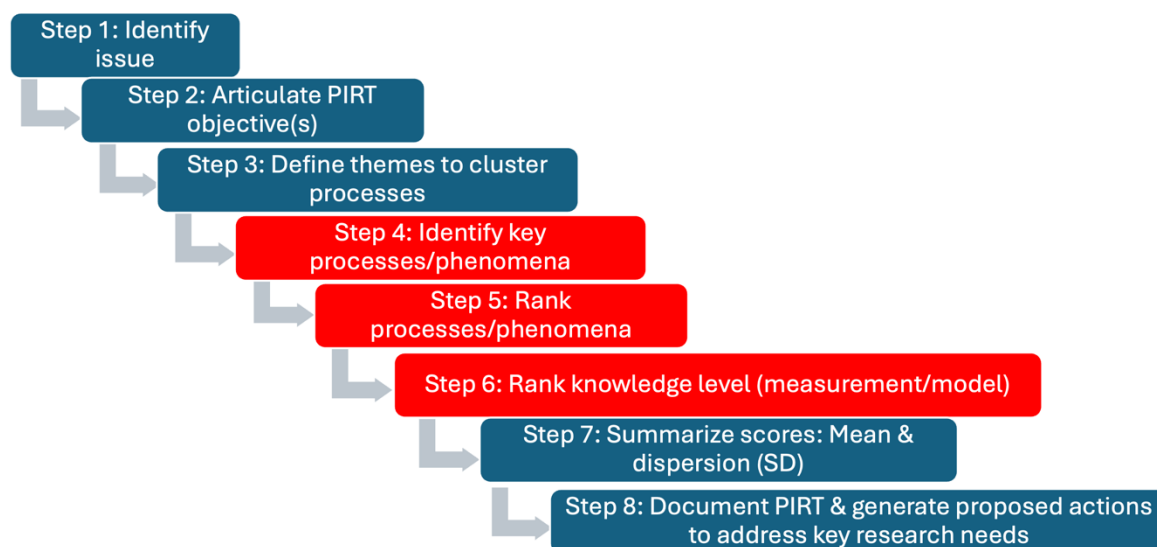 Step 1: Identify
issue
Step 2: Articulate PIRT
objective(s)
Step 3: Define themes to cluster
processes
Step 4: Identify key
processes/phenomena
Step 5: Rank
processes/phenomena
Step 6: Rank knowledge level (measurement/model)
Step 7: Summarize scores: Mean &
dispersion (SD)
Step 8: Document PIRT & generate proposed actions
to address key research needs